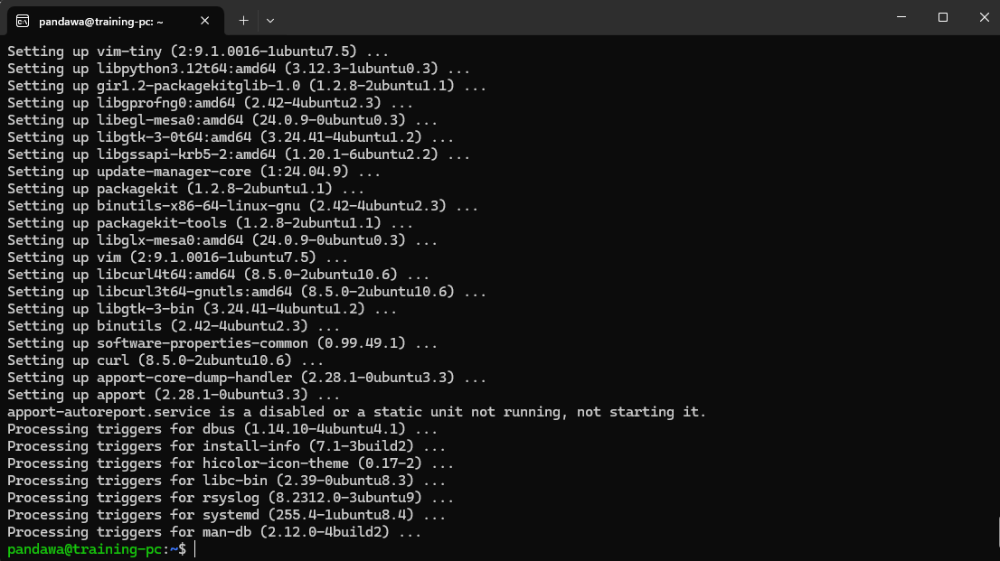 pandawa@training-pc: ~
Setting up vim-tiny (2:9.1.0016-1ubuntu7.5) ...
Setting up libpython3.12t64:amd64 (3.12.3-1ubuntu0.3) ...
Setting up gir1.2-packagekitglib-1.0 (1.2.8-2ubuntu1.1) ...
Setting up libgprofng0:amd64 (2.42-4ubuntu2.3) ...
Setting up libegl-mesa0:amd64 (24.0.9-0ubuntu0.3) ...
Setting up libgtk-3-0t64:amd64 (3.24.41-4ubuntu1.2) ...
Setting up libgssapi-krb5-2:amd64 (1.20.1-6ubuntu2.2) ...
Setting up update-manager-core (1:24.04.9) ...
Setting up packagekit (1.2.8-2ubuntu1.1) ...
Setting up binutils-x86-64-linux-gnu (2.42-4ubuntu2.3) ...
Setting up packagekit-tools (1.2.8-2ubuntu1.1) ...
Setting up libglx-mesa0:amd64 (24.0.9-0ubuntu0.3) ...
Setting up vim (2:9.1.0016-1ubuntu7.5) ...
Setting up libcurl4t64:amd64 (8.5.0-2ubuntu10.6) ...
Setting up libcurl3t64-gnutls:amd64 (8.5.0-2ubuntu10.6) ...
Setting up libgtk-3-bin (3.24.41-4ubuntu1.2) ...
Setting up binutils (2.42-4ubuntu2.3) ...
Setting up software-properties-common (0.99.49.1) ...
Setting up curl (8.5.0-2ubuntu10.6) ...
Setting up apport-core-dump-handler (2.28.1-0ubuntu3.3) ...
Setting up apport (2.28.1-0ubuntu3.3) ...
apport-autoreport.service is a disabled or a static unit not running, not starting it.
Processing triggers for dbus (1.14.10-4ubuntu4.1) ...
Processing triggers for install-info (7.1-3build2) ...
Processing triggers for hicolor-icon-theme (0.17-2) ...
Processing triggers for libc-bin (2.39-0ubuntu8.3) ...
Processing triggers for rsyslog (8.2312.0-3ubuntu9) ...
Processing triggers for systemd (255.4-1ubuntu8.4) ...
Processing triggers for man-db (2.12.0-4build2) ...
pandawa@training-pc:~$